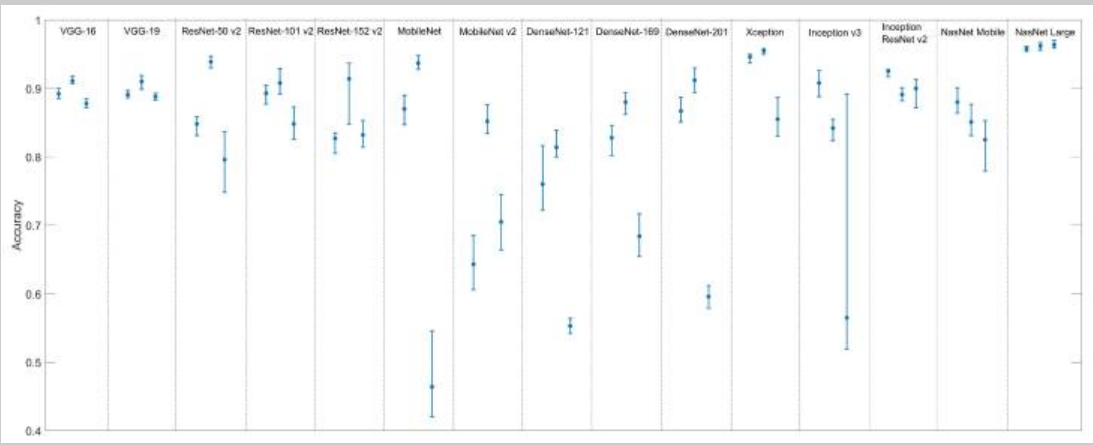 1
VGG-16
VGG-19
ResNet-50 v2
ResNet-101 v2
ResNet-152 v2
MobileNet
MobileNet v2
DenseNet-121
DenseNet-169
DenseNet-201
Xception
Inception v3
Inception
ResNet v2
NasNet Mobile
NasNet Large
0.9
0.8
0.7
0.6
0.5
0.4
Accuracy